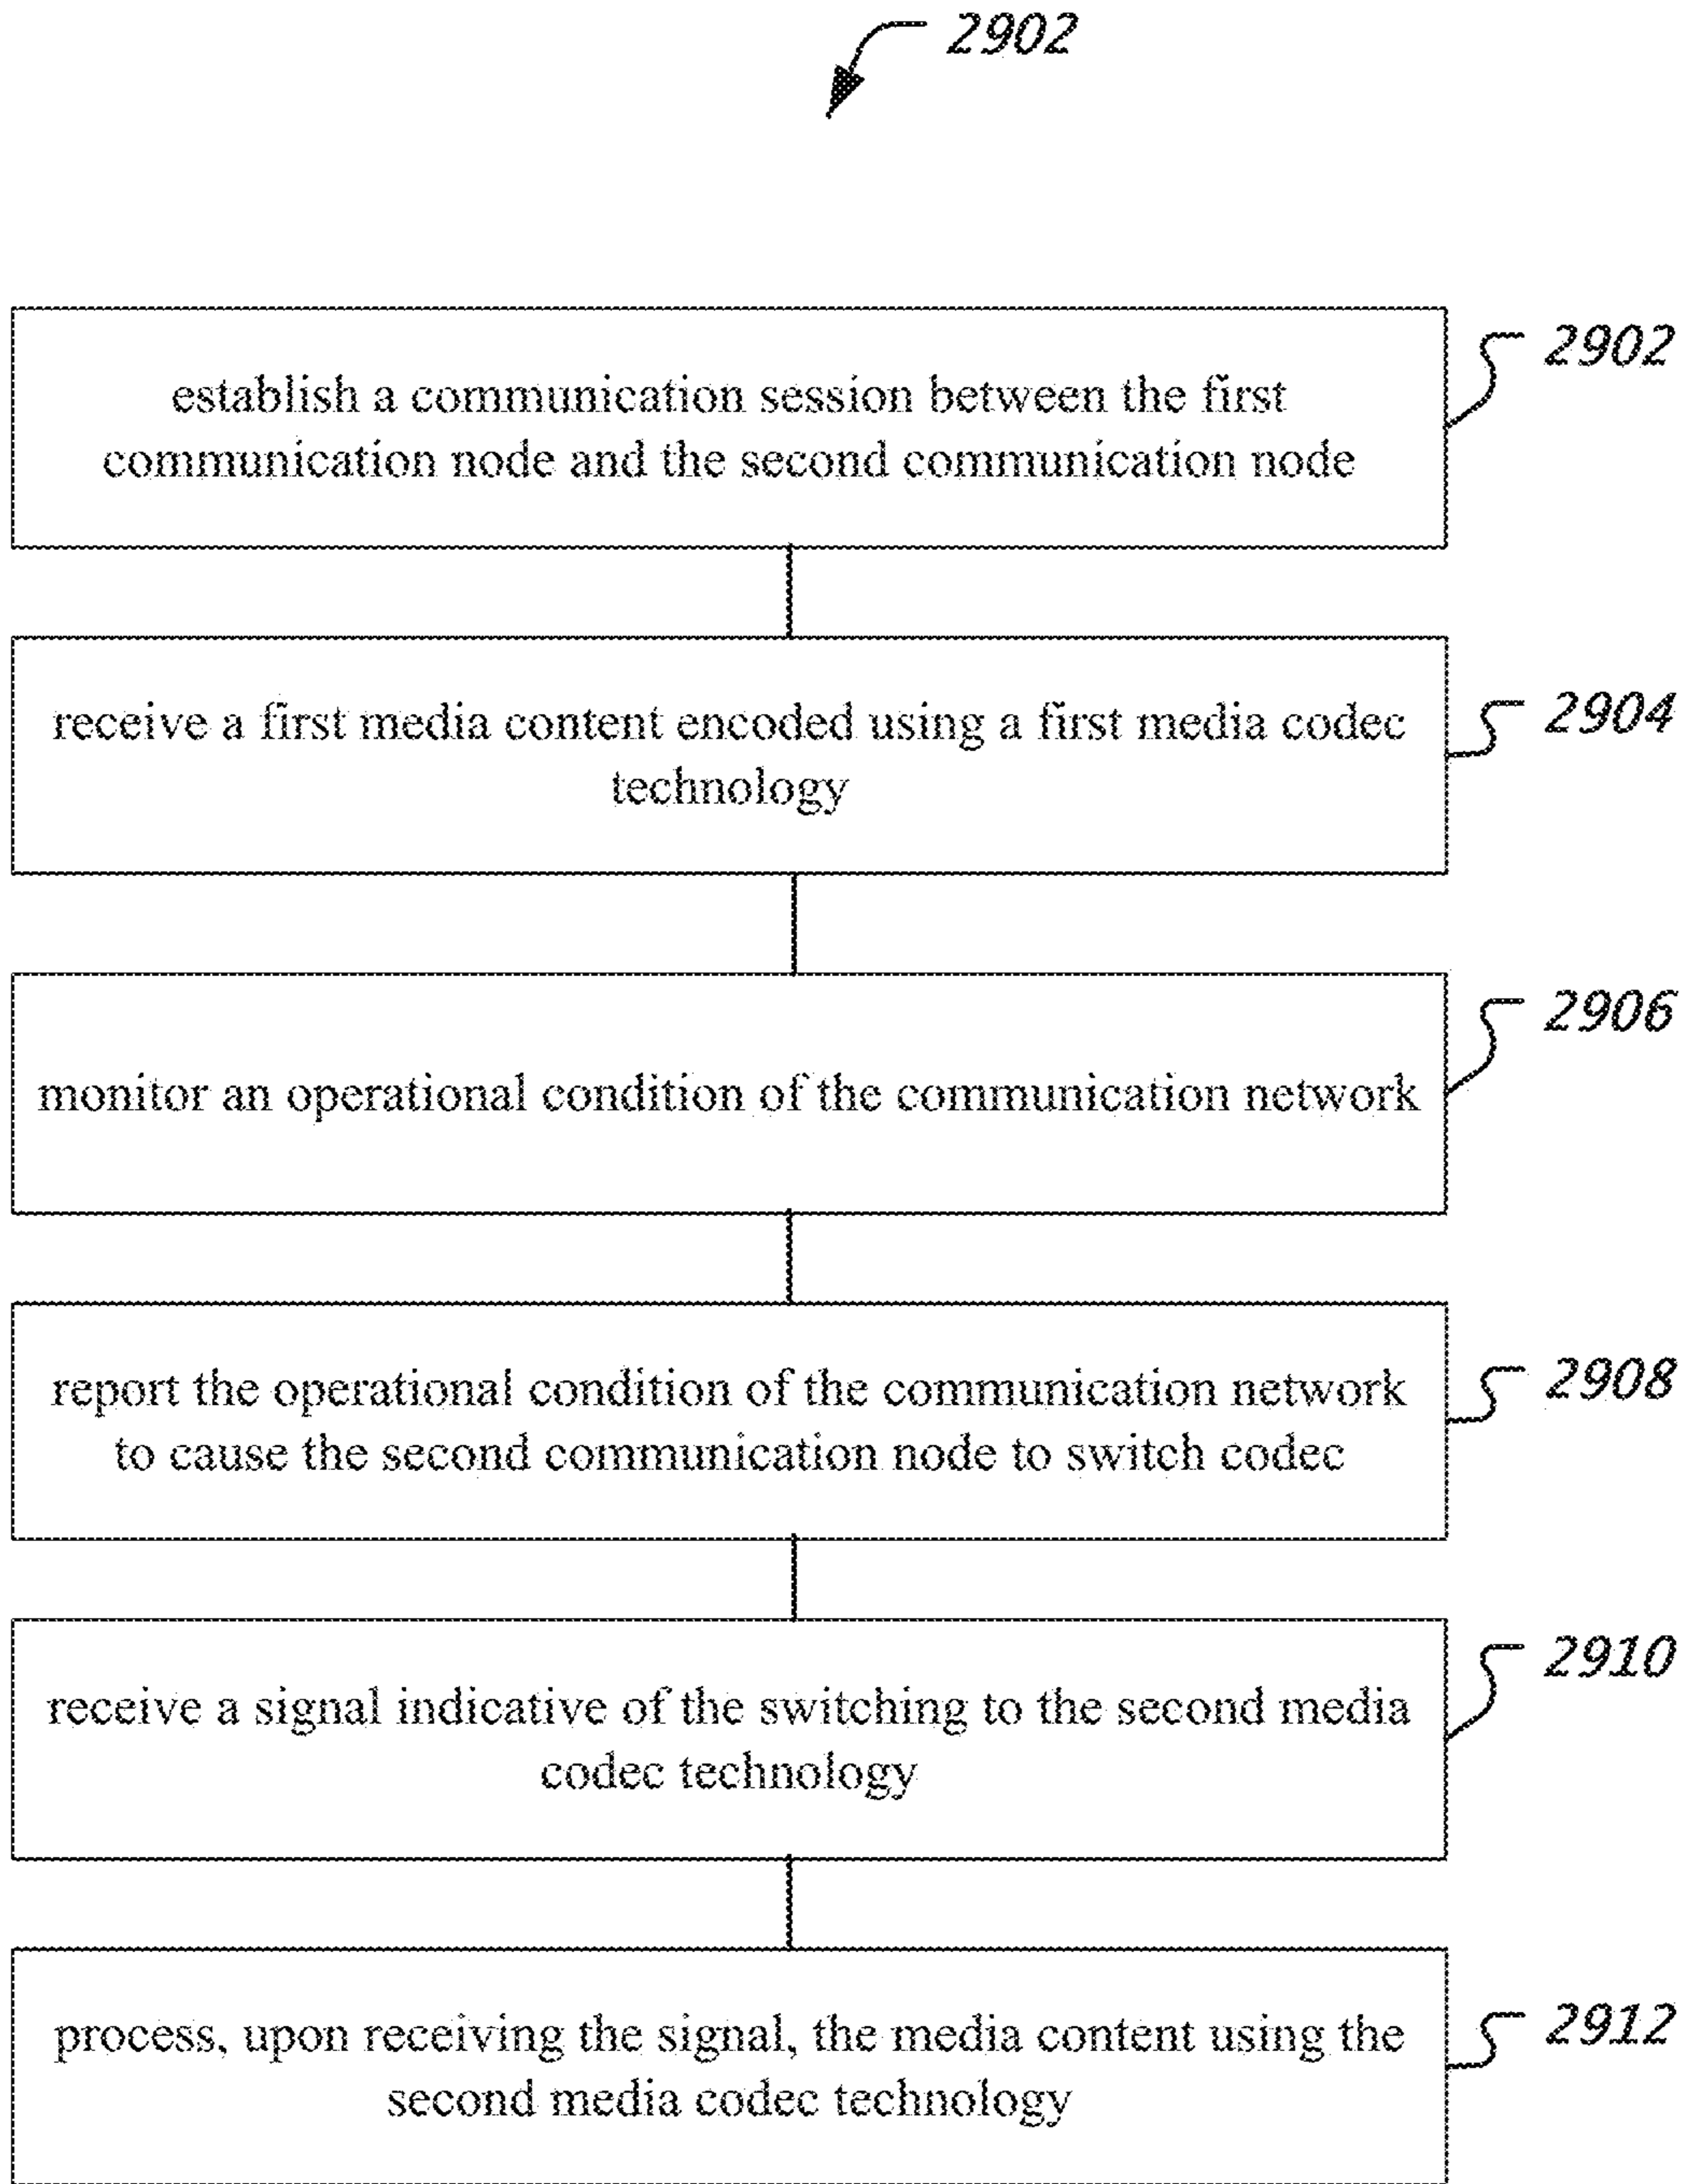 2902
establish a communication session between the first
communication node and the second communication node
2902
receive a first media content encoded using a first media codec
technology
2904
monitor an operational condition of the communication network
2906
report the operational condition of the communication network
to cause the second communication node to switch codec
2908
receive a signal indicative of the switching to the second media
codec technology
2910
process, upon receiving the signal, the media content using the
second media codec technology
2912